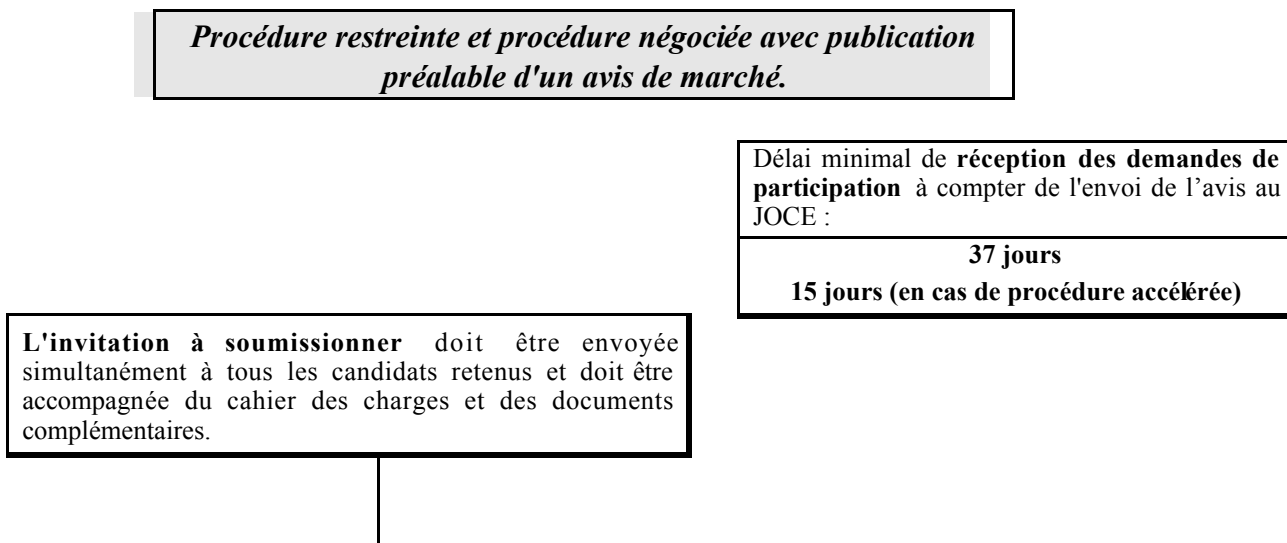 Procédure restreinte et procédure négociée avec publication
préalable d'un avis de marché.
Délai minimal de réception des demandes de
participation à compter de l'envoi de l’avis au
JOCE :
37 jours
15 jours (en cas de procédure accélérée)
L'invitation à soumissionner doit être envoyée
simultanément à tous les candidats retenus et doit être
accompagnée du cahier des charges et des documents
complémentaires.